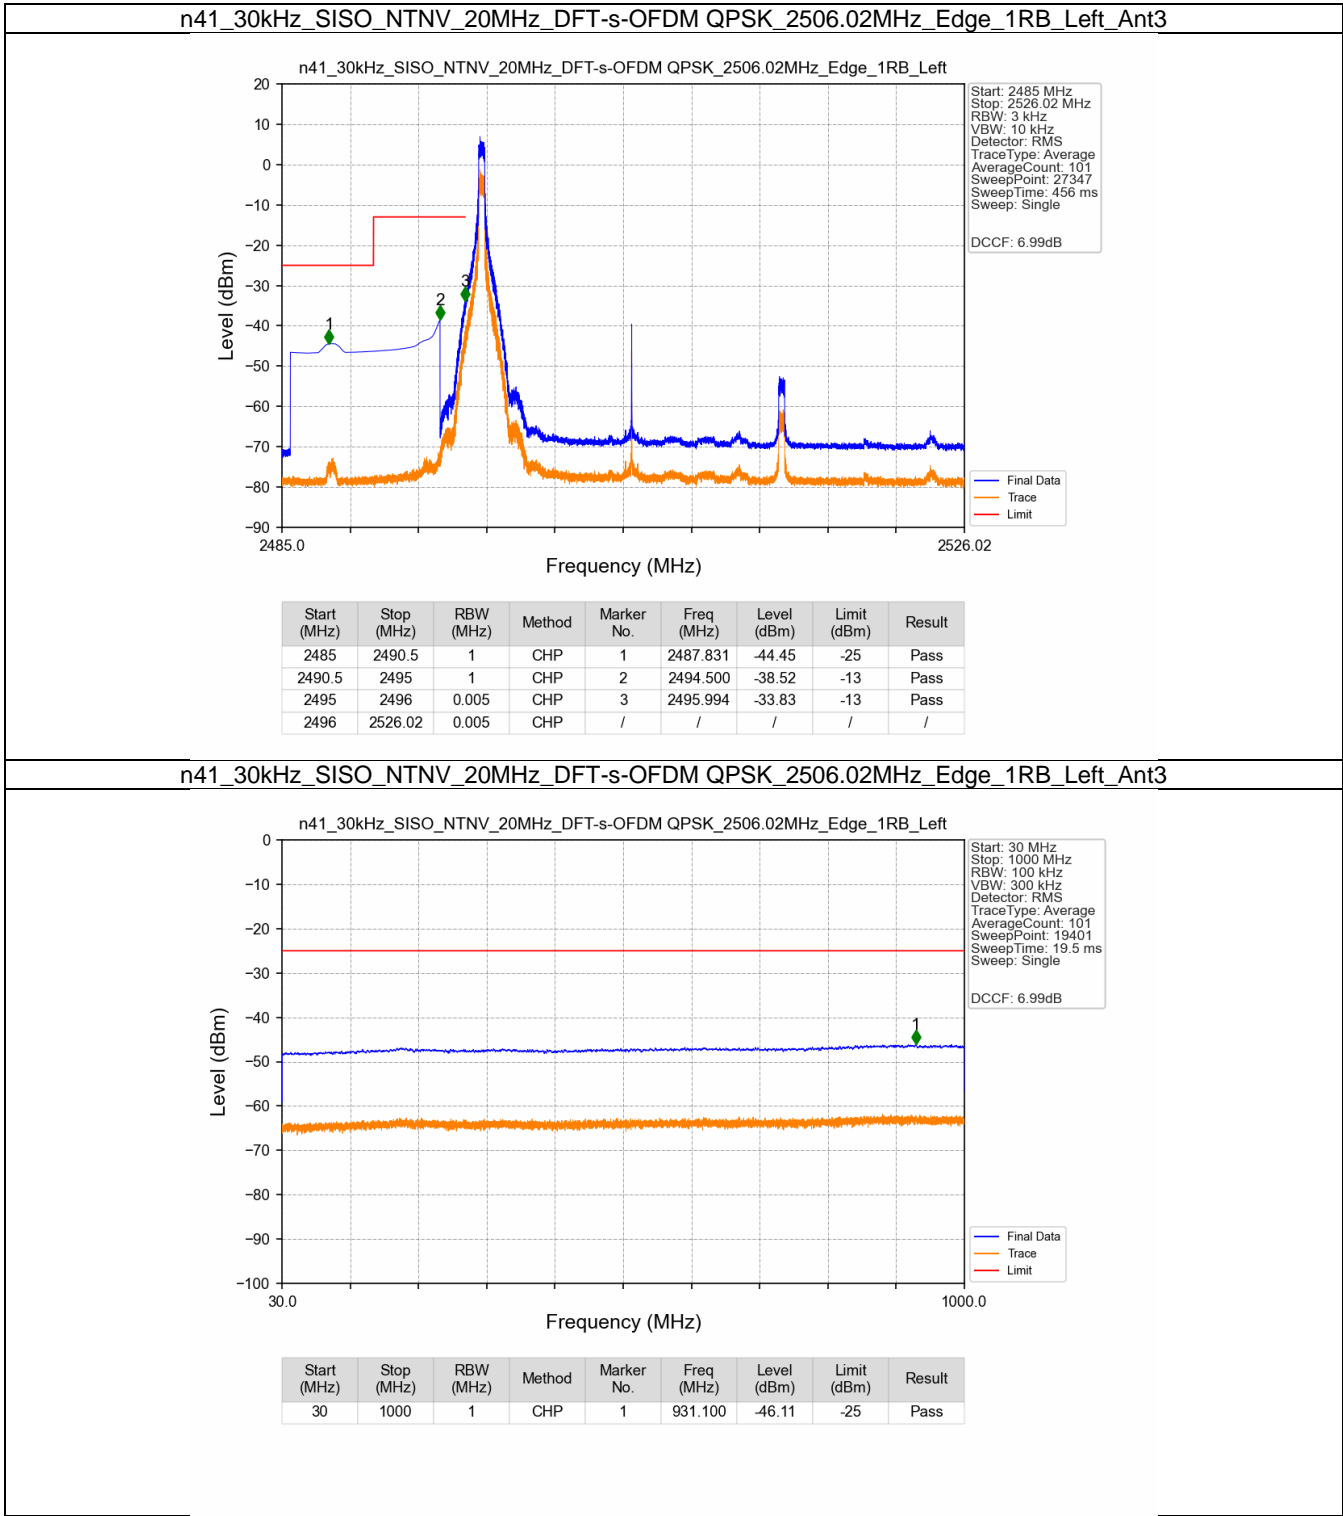 n41_30kHz_SISO_NTNV_20MHz_DFT-s-OFDM QPSK_2506.02MHz_Edge_1RB_Left_Ant3
n41_30kHz_SISO_NTNV_20MHz_DFT-s-OFDM QPSK_2506.02MHz_Edge_1RB_Left
20
10
0
−10
−20
−30
−40
−50
−60
−70
−80
−90
Level (dBm)
1
2
3
2485.0
2526.02
Frequency (MHz)
Start: 2485 MHz
Stop: 2526.02 MHz
RBW: 3 kHz
VBW: 10 kHz
Detector: RMS
TraceType: Average
AverageCount: 101
SweepPoint: 27347
SweepTime: 456 ms
Sweep: Single
DCCF: 6.99dB
Final Data
Trace
Limit
Start (MHz) Stop (MHz) RBW (MHz) Method Marker No. Freq (MHz) Level (dBm) Limit (dBm) Result
2485 2490.5 1 CHP 1 2487.831 -44.45 -25 Pass
2490.5 2495 1 CHP 2 2494.500 -38.52 -13 Pass
2495 2496 0.005 CHP 3 2495.994 -33.83 -13 Pass
2496 2526.02 0.005 CHP / / / / /
n41_30kHz_SISO_NTNV_20MHz_DFT-s-OFDM QPSK_2506.02MHz_Edge_1RB_Left_Ant3
n41_30kHz_SISO_NTNV_20MHz_DFT-s-OFDM QPSK_2506.02MHz_Edge_1RB_Left
0
−10
−20
−30
−40
−50
−60
−70
−80
−90
−100
Level (dBm)
1
30.0
1000.0
Frequency (MHz)
Start: 30 MHz
Stop: 1000 MHz
RBW: 100 kHz
VBW: 300 kHz
Detector: RMS
TraceType: Average
AverageCount: 101
SweepPoint: 19401
SweepTime: 19.5 ms
Sweep: Single
DCCF: 6.99dB
Final Data
Trace
Limit
Start (MHz) Stop (MHz) RBW (MHz) Method Marker No. Freq (MHz) Level (dBm) Limit (dBm) Result
30 1000 1 CHP 1 931.100 -46.11 -25 Pass